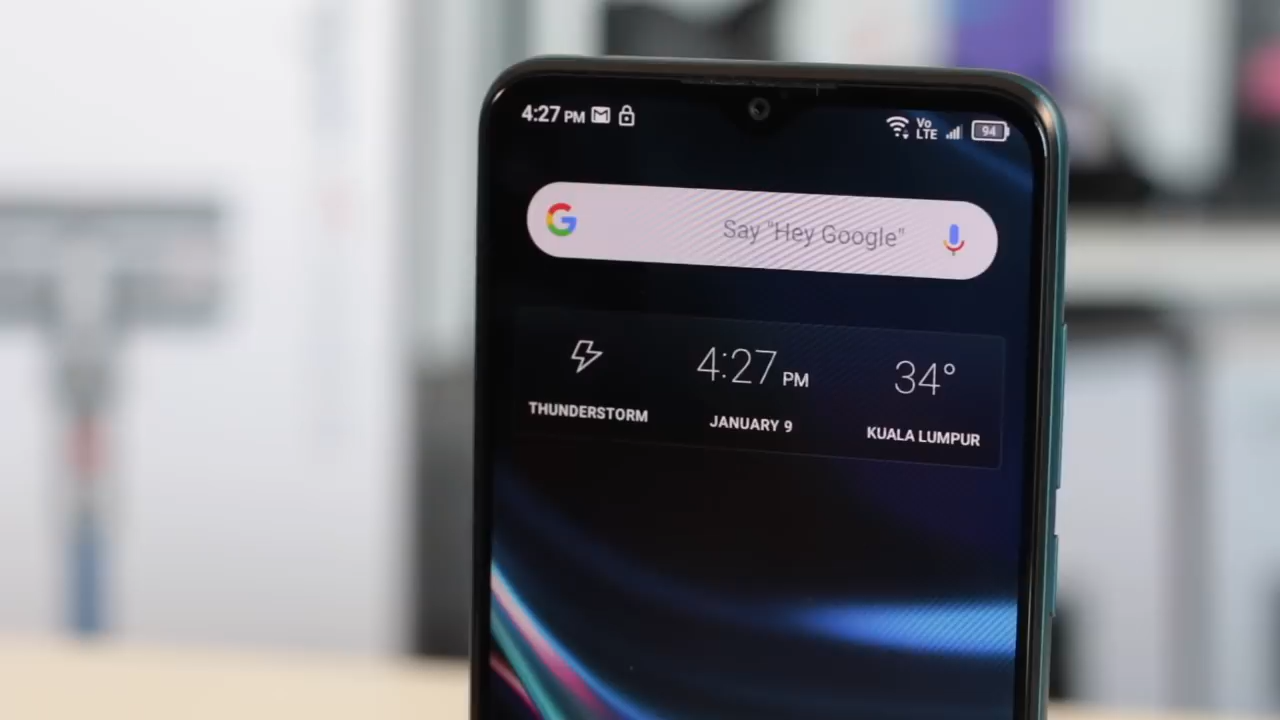 4:27 PM
Vo
LTE
94
G
Say "Hey Google"
4:27 PM
34°
THUNDERSTORM
JANUARY 9
KUALA LUMPUR